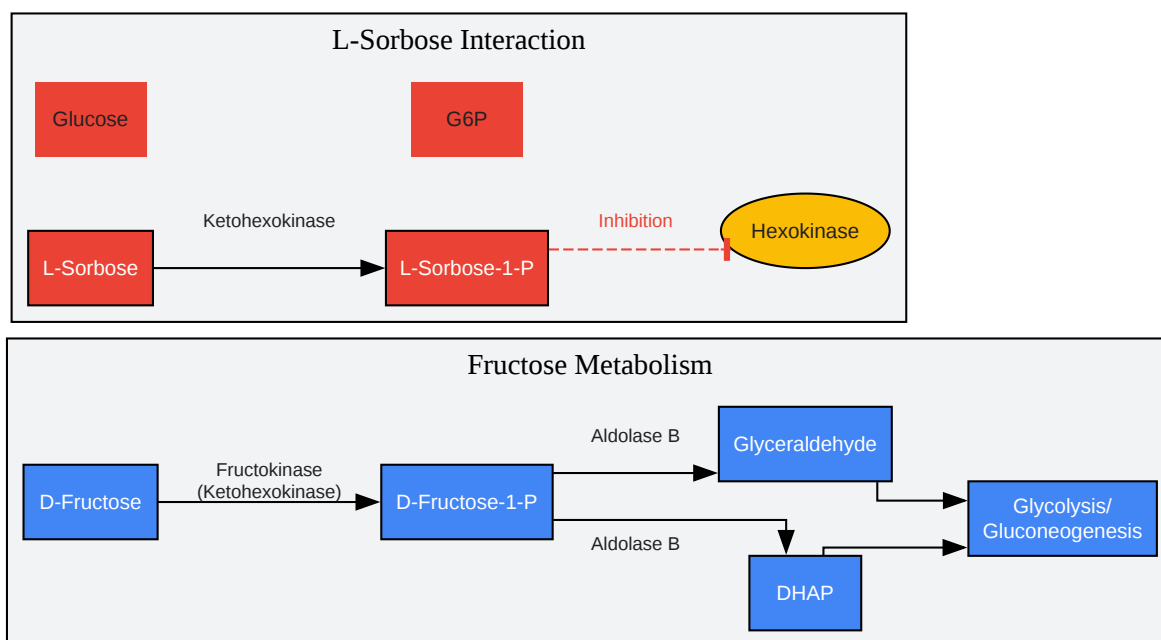 L-Sorbose Interaction
Glucose
G6P
Ketohexokinase
Inhibition
Hexokinase
L-Sorbose
L-Sorbose-1-P
Fructose Metabolism
Aldolase B
Glyceraldehyde
D-Fructose
Fructokinase
(Ketohexokinase)
D-Fructose-1-P
Glycolysis/
Gluconeogenesis
Aldolase B
DHAP